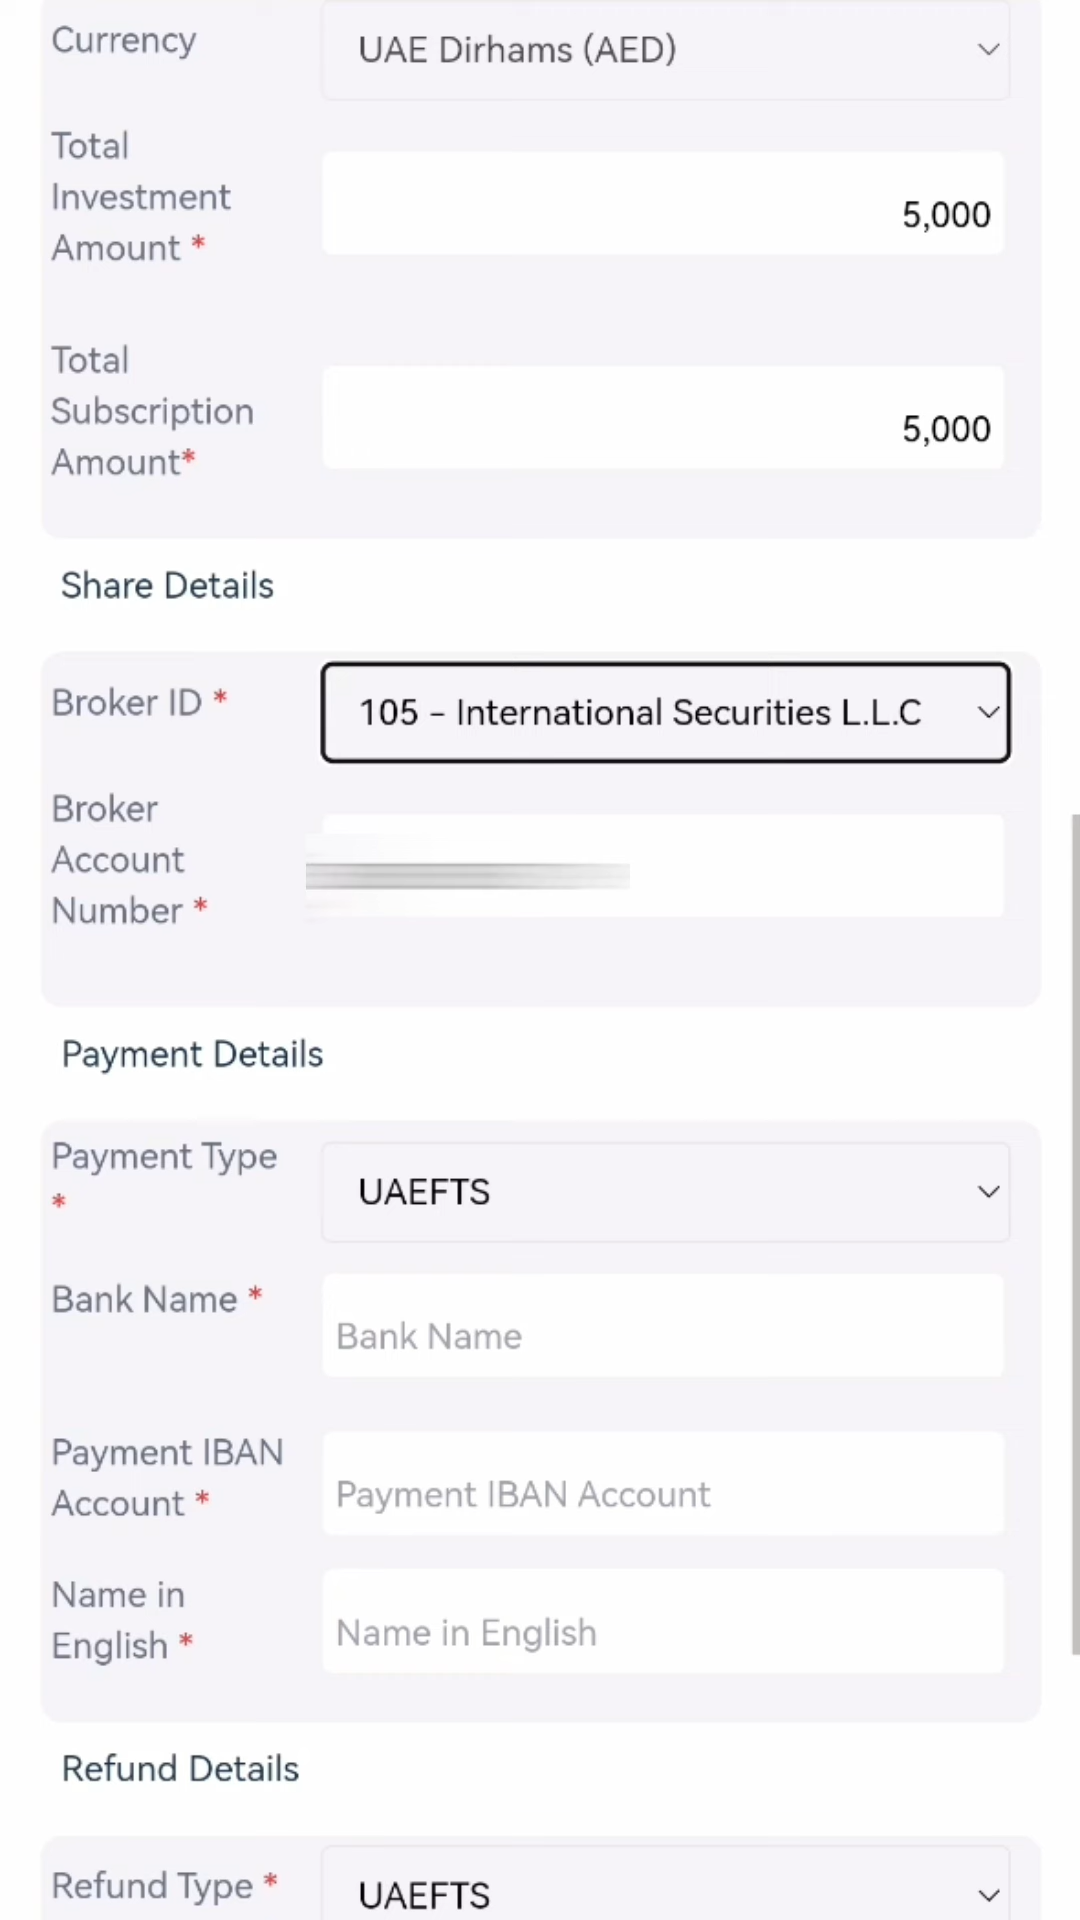 Currency
UAE Dirhams (AED)
Total
Investment
Amount *
5,000
Total
Subscription
Amount*
5,000
Share Details
Broker ID *
105 – International Securities L.L.C
Broker
Account
Number *
Payment Details
Payment Type
*
UAEFTS
Bank Name *
Bank Name
Payment IBAN
Account *
Payment IBAN Account
Name in
English *
Name in English
Refund Details
Refund Type *
UAEFTS